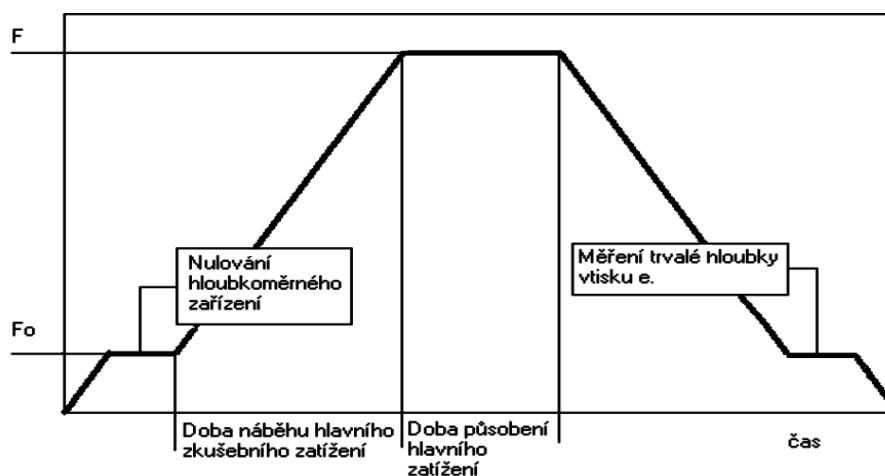 F
Nulování
hloubkoměrného
zařízení
Měření trvalé hloubky
vtisku e.
Fo
Doba náběhu hlavního
zkušebního zatížení
Doba působení
hlavního
zatížení
čas